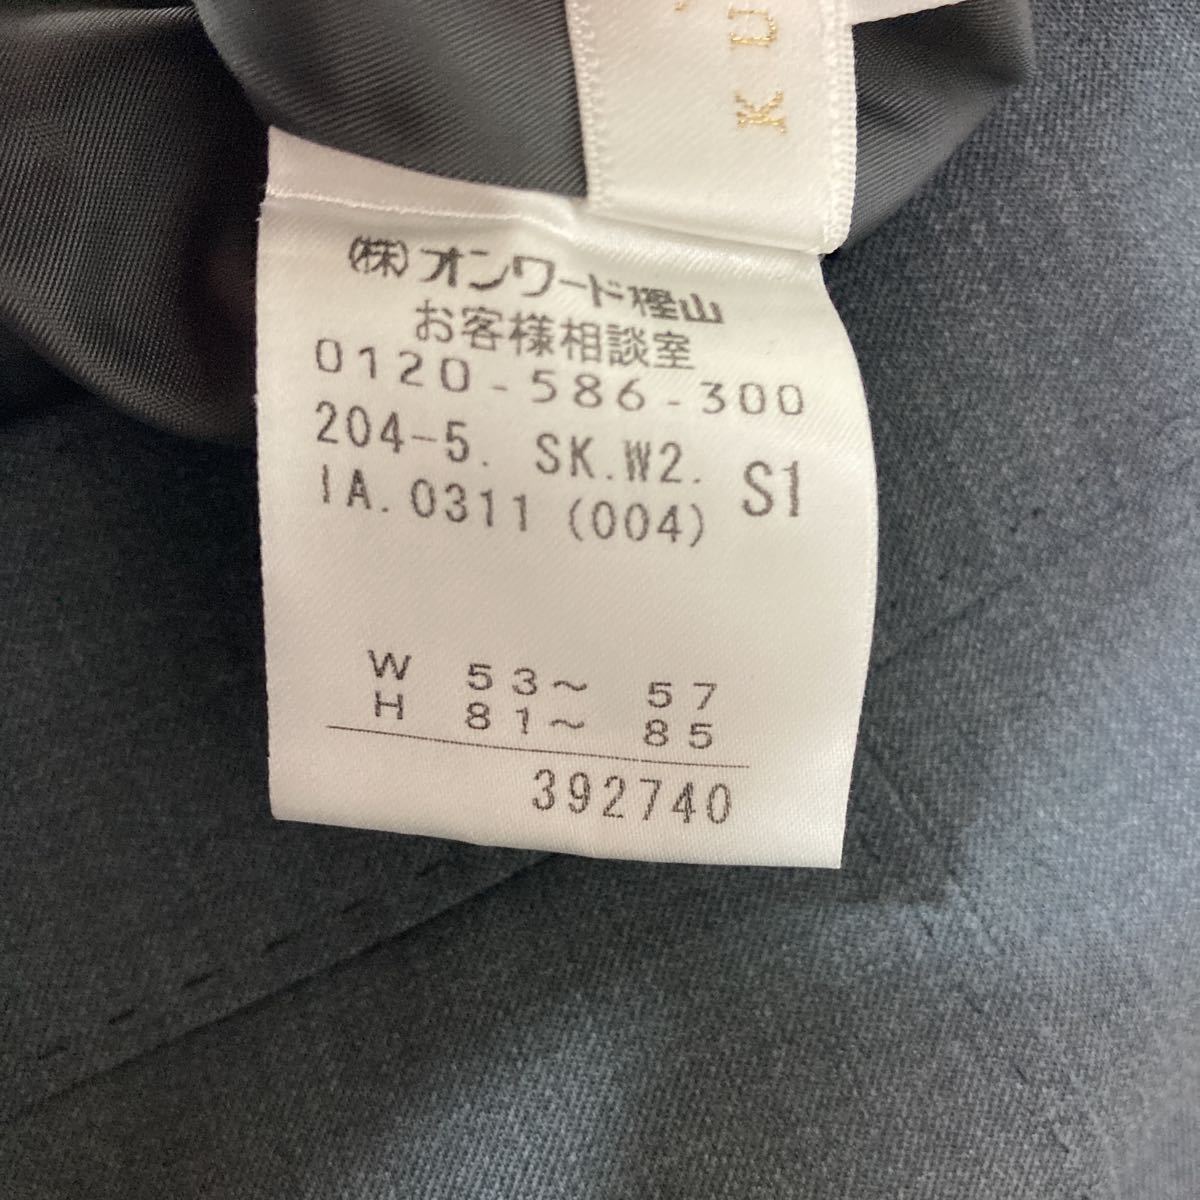 KU
(株)オンワード樫山
お客様相談室
0120-586-300
204-5. SK.W2. S1
IA.0311 (004)
W 53～ 57
H 81～ 85
392740